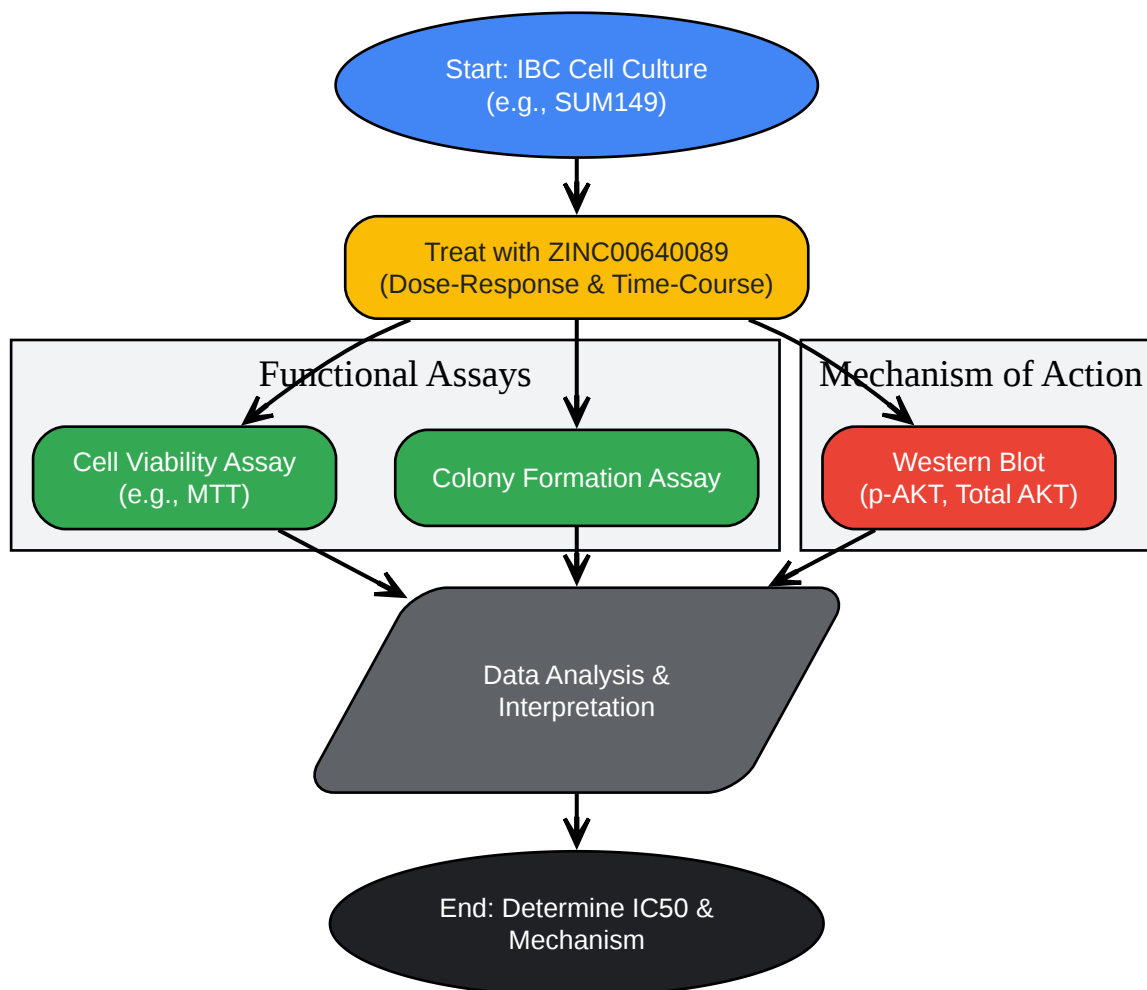 Start: IBC Cell Culture
(e.g., SUM149)
Treat with ZINC00640089
(Dose-Response & Time-Course)
Functional Assays
Mechanism of Action
Cell Viability Assay
(e.g., MTT)
Colony Formation Assay
Western Blot
(p-AKT, Total AKT)
Data Analysis &
Interpretation
End: Determine IC50 &
Mechanism